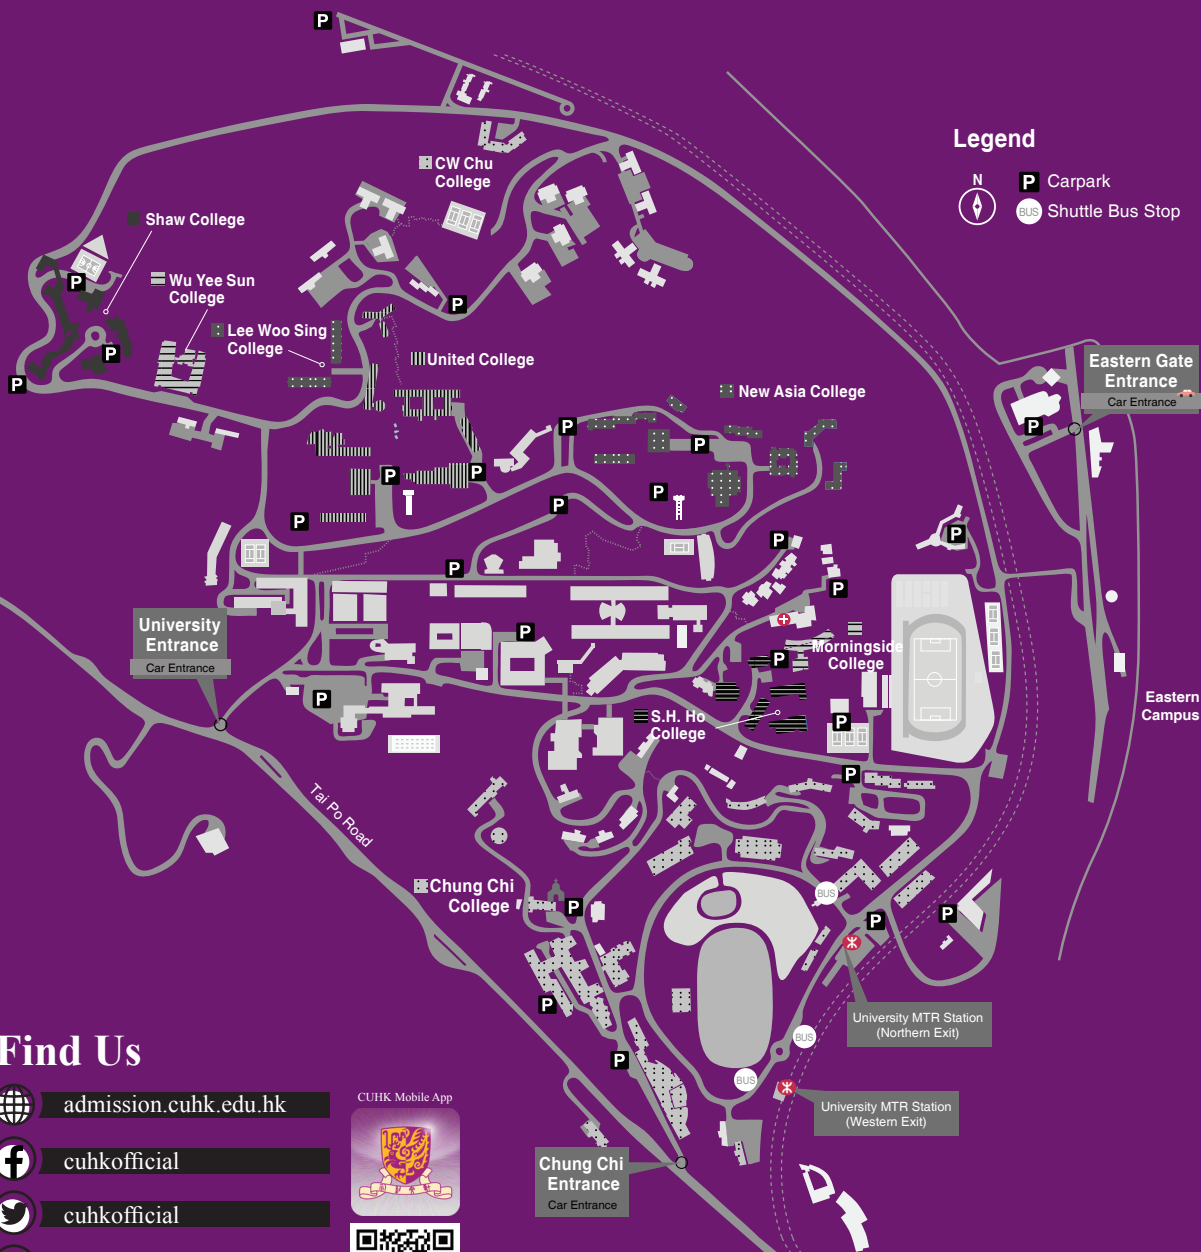 P
Legend
N
P Carpark
BUS Shuttle Bus Stop
CW Chu
College
Shaw College
P
Wu Yee Sun
College
P
Lee Woo Sing
College
P
P
United College
Eastern Gate
Entrance
Car Entrance
New Asia College
P
P
P
P
P
P
P
P
P
P
P
P
P
University
Entrance
Car Entrance
P
Morningside
College
P
P
Eastern
Campus
S.H. Ho
College
P
P
Tai Po Road
Chung Chi
College
BUS
P
P
P
P
University MTR Station
(Northern Exit)
BUS
P
BUS
University MTR Station
(Western Exit)
Chung Chi
Entrance
Car Entrance
Find Us
admission.cuhk.edu.hk
cuhkofficial
cuhkofficial
CUHK Mobile App